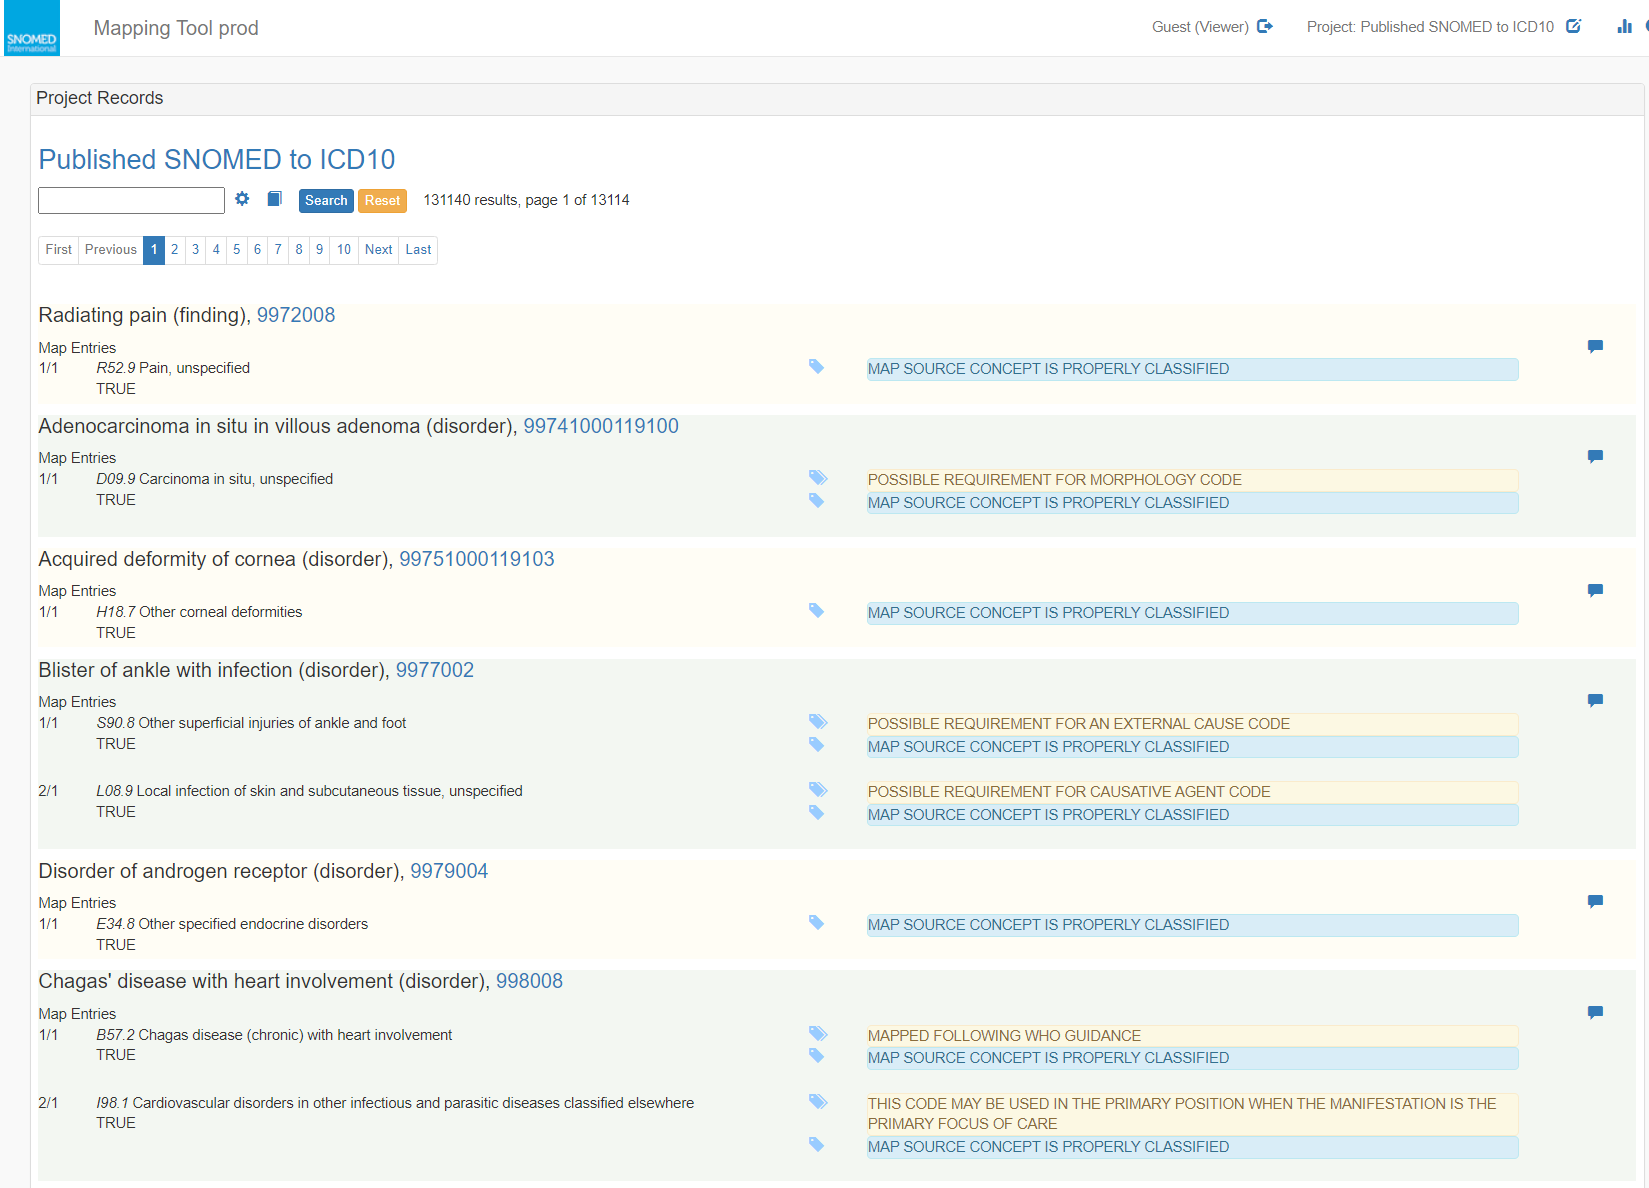 SNOMED
International
Mapping Tool prod
Guest (Viewer)
Project: Published SNOMED to ICD10
Project Records
Published SNOMED to ICD10
Search
Reset
131140 results, page 1 of 13114
First Previous 1 2 3 4 5 6 7 8 9 10 Next Last
Radiating pain (finding), 9972008
Map Entries
1/1 R52.9 Pain, unspecified MAP SOURCE CONCEPT IS PROPERLY CLASSIFIED
TRUE
Adenocarcinoma in situ in villous adenoma (disorder), 99741000119100
Map Entries
1/1 D09.9 Carcinoma in situ, unspecified POSSIBLE REQUIREMENT FOR MORPHOLOGY CODE
TRUE MAP SOURCE CONCEPT IS PROPERLY CLASSIFIED
Acquired deformity of cornea (disorder), 99751000119103
Map Entries
1/1 H18.7 Other corneal deformities MAP SOURCE CONCEPT IS PROPERLY CLASSIFIED
TRUE
Blister of ankle with infection (disorder), 9977002
Map Entries
1/1 S90.8 Other superficial injuries of ankle and foot POSSIBLE REQUIREMENT FOR AN EXTERNAL CAUSE CODE
TRUE MAP SOURCE CONCEPT IS PROPERLY CLASSIFIED
2/1 L08.9 Local infection of skin and subcutaneous tissue, unspecified POSSIBLE REQUIREMENT FOR CAUSATIVE AGENT CODE
TRUE MAP SOURCE CONCEPT IS PROPERLY CLASSIFIED
Disorder of androgen receptor (disorder), 9979004
Map Entries
1/1 E34.8 Other specified endocrine disorders MAP SOURCE CONCEPT IS PROPERLY CLASSIFIED
TRUE
Chagas' disease with heart involvement (disorder), 998008
Map Entries
1/1 B57.2 Chagas disease (chronic) with heart involvement MAPPED FOLLOWING WHO GUIDANCE
TRUE MAP SOURCE CONCEPT IS PROPERLY CLASSIFIED
2/1 I98.1 Cardiovascular disorders in other infectious and parasitic diseases classified elsewhere THIS CODE MAY BE USED IN THE PRIMARY POSITION WHEN THE MANIFESTATION IS THE
TRUE PRIMARY FOCUS OF CARE
MAP SOURCE CONCEPT IS PROPERLY CLASSIFIED